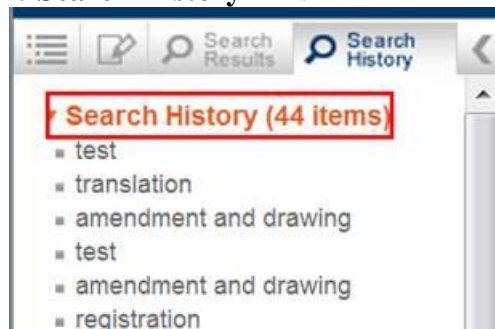 Search Results
Search History
Search History (44 items)
test
translation
amendment and drawing
test
amendment and drawing
registration